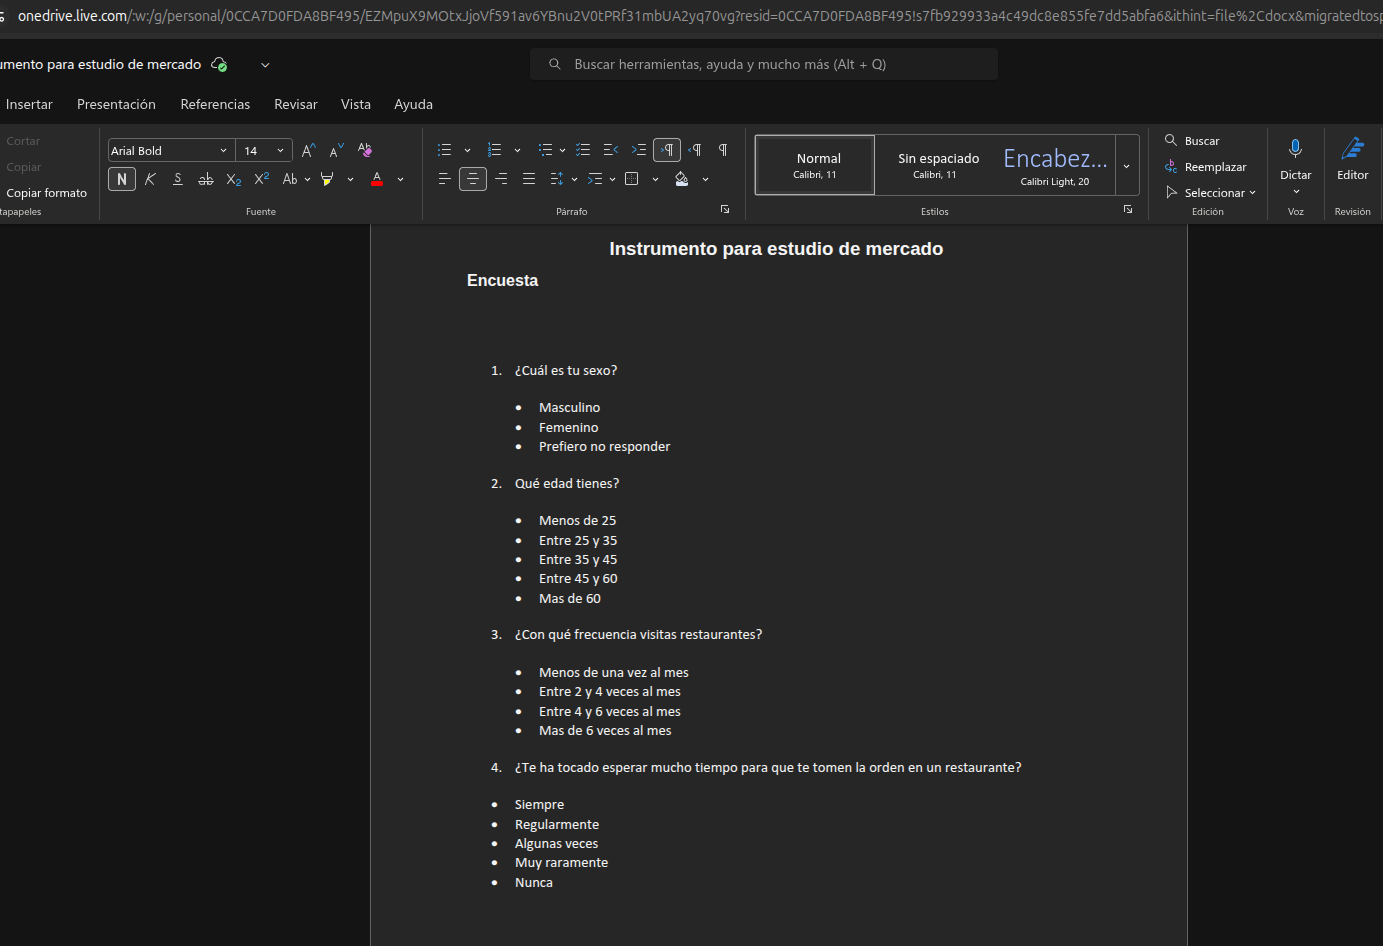 onedrive.live.com/:w:/g/personal/0CCA7D0FDA8BF495/EZMpuX9MOtxJjoVf591av6YBnu2V0tPRf31mbUA2yq70vg?resid=0CCA7D0FDA8BF495!s7fb929933a4c49dc8e855fe7dd5abfa6&ithint=file%2Cdocx&migratedtosp
umento para estudio de mercado
Buscar herramientas, ayuda y mucho más (Alt + Q)
Insertar Presentación Referencias Revisar Vista Ayuda
Cortar
Copiar
Copiar formato
tapapeles
Arial Bold 14
N K S ab X2 X2 Ab A
Fuente
Párrafo
Normal
Calibri, 11
Sin espaciado
Calibri, 11
Encabez...
Calibri Light, 20
Estilos
Buscar
Reemplazar
Seleccionar
Edición
Dictar
Voz
Editor
Revisión
Instrumento para estudio de mercado
Encuesta
1. ¿Cuál es tu sexo?
• Masculino
• Femenino
• Prefiero no responder
2. Qué edad tienes?
• Menos de 25
• Entre 25 y 35
• Entre 35 y 45
• Entre 45 y 60
• Mas de 60
3. ¿Con qué frecuencia visitas restaurantes?
• Menos de una vez al mes
• Entre 2 y 4 veces al mes
• Entre 4 y 6 veces al mes
• Mas de 6 veces al mes
4. ¿Te ha tocado esperar mucho tiempo para que te tomen la orden en un restaurante?
• Siempre
• Regularmente
• Algunas veces
• Muy raramente
• Nunca